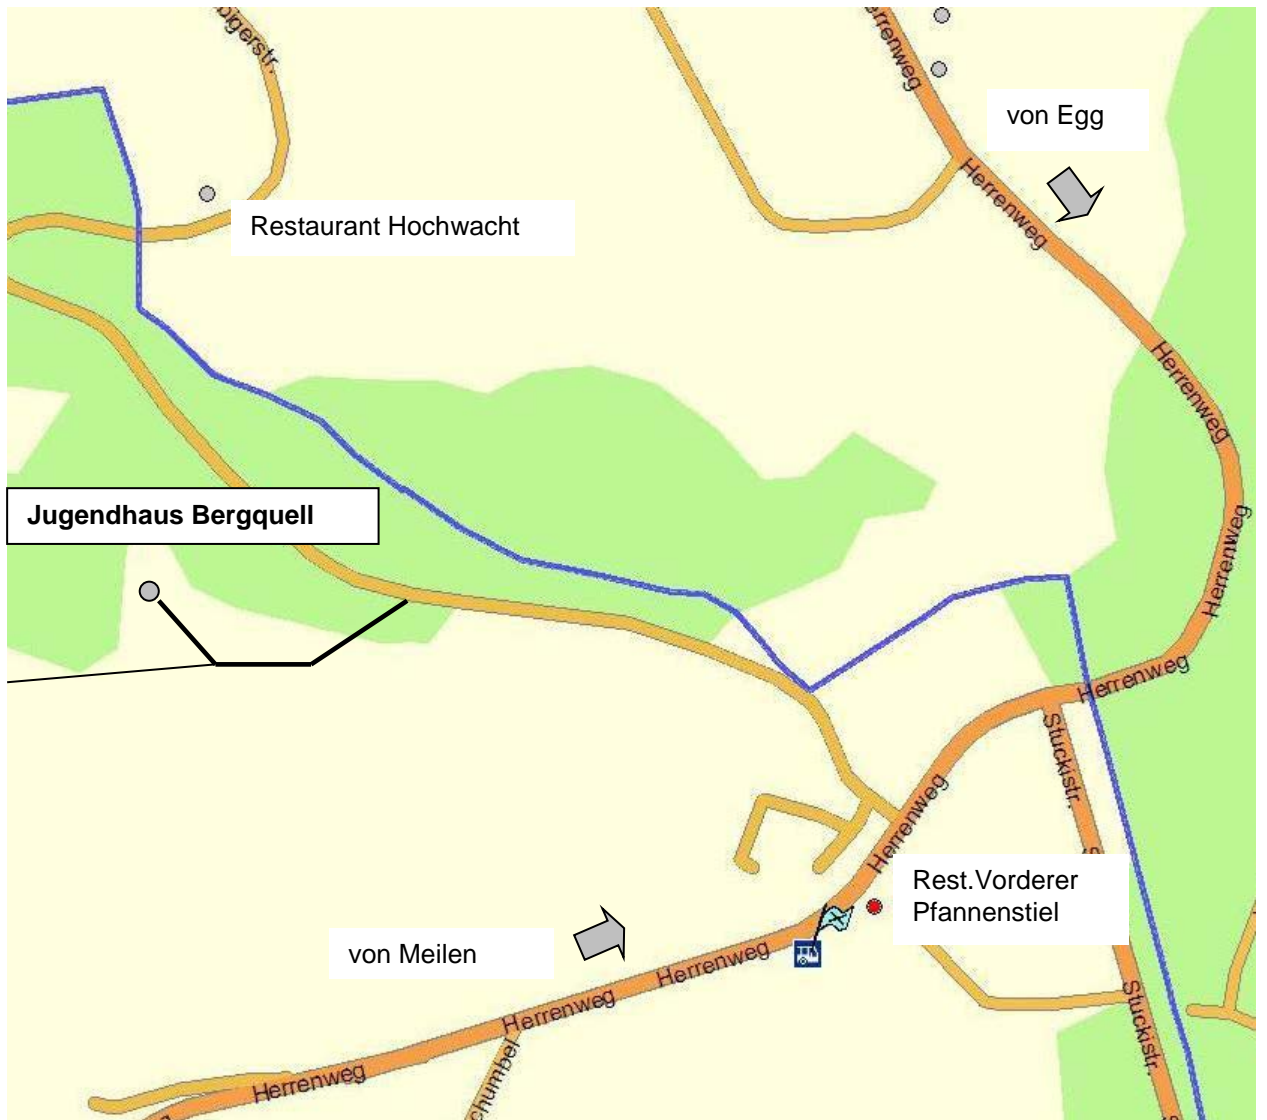 Herrenweg
von Egg
Herrenweg
Restaurant Hochwacht
Herrenweg
Jugendhaus Bergquell
Herrenweg
Herrenweg
Stuckistr.
Herrenweg
Rest.Vorderer
Pfannenstiel
von Meilen
Herrenweg
Herrenweg
Stuckistr.
Herrenweg